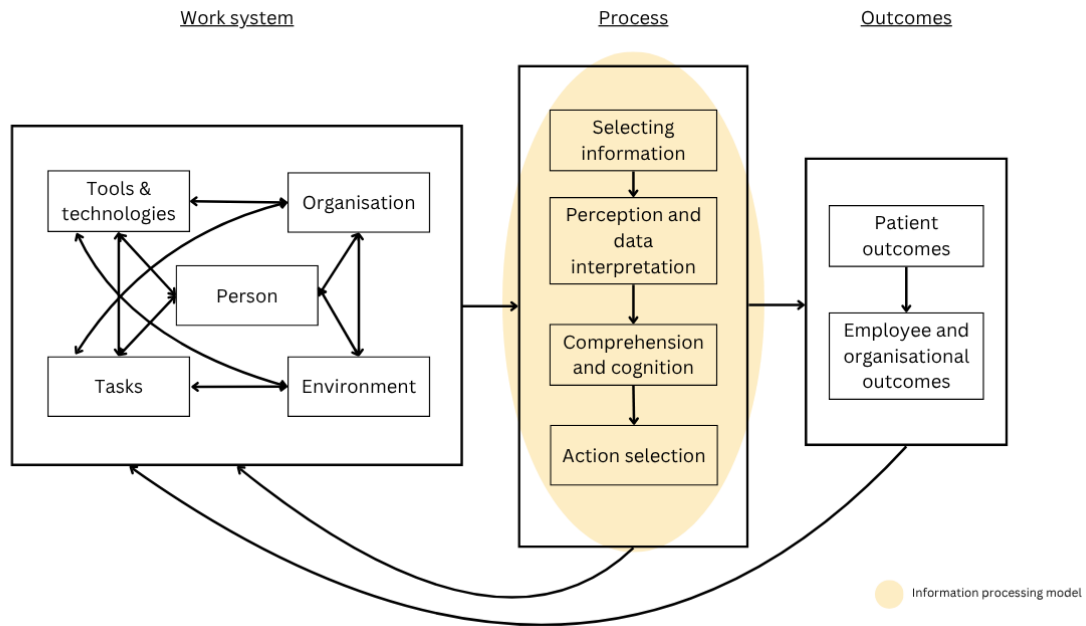 Work system
Process
Outcomes
Tools &
technologies
Organisation
Person
Tasks
Environment
Selecting
information
Perception and
data
interpretation
Comprehension
and cognition
Action selection
Patient
outcomes
Employee and
organisational
outcomes
Information processing model